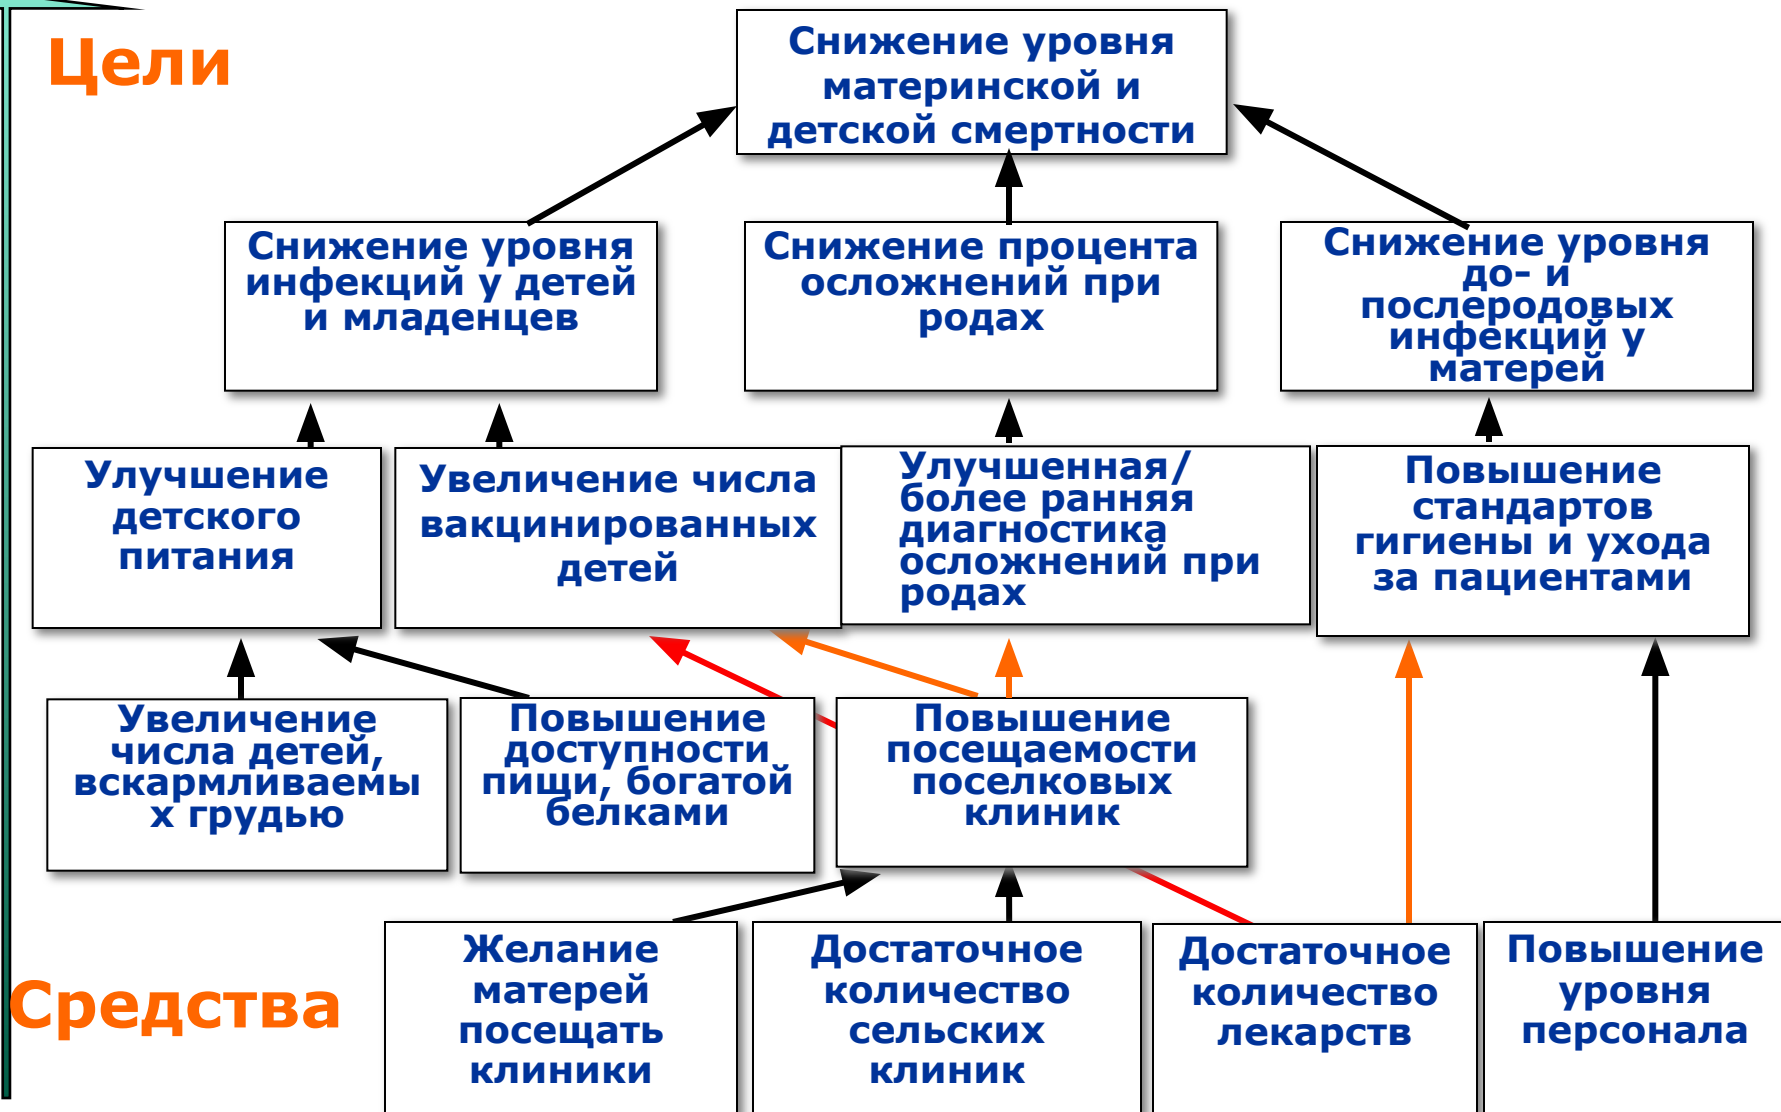 Цели
Снижение уровня
материнской и
детской смертности
Снижение уровня
инфекций у детей
и младенцев
Снижение процента
осложнений при
родах
Снижение уровня
до- и
послеродовых
инфекций у
матерей
Улучшение
детского
питания
Увеличение числа
вакцинированных
детей
Улучшенная/
более ранняя
диагностика
осложнений при
родах
Повышение
стандартов
гигиены и ухода
за пациентами
Увеличение
числа детей,
вскармливаемы
х грудью
Повышение
доступности
пищи, богатой
белками
Повышение
посещаемости
поселковых
клиник
Средства
Желание
матерей
посещать
клиники
Достаточное
количество
сельских
клиник
Достаточное
количество
лекарств
Повышение
уровня
персонала